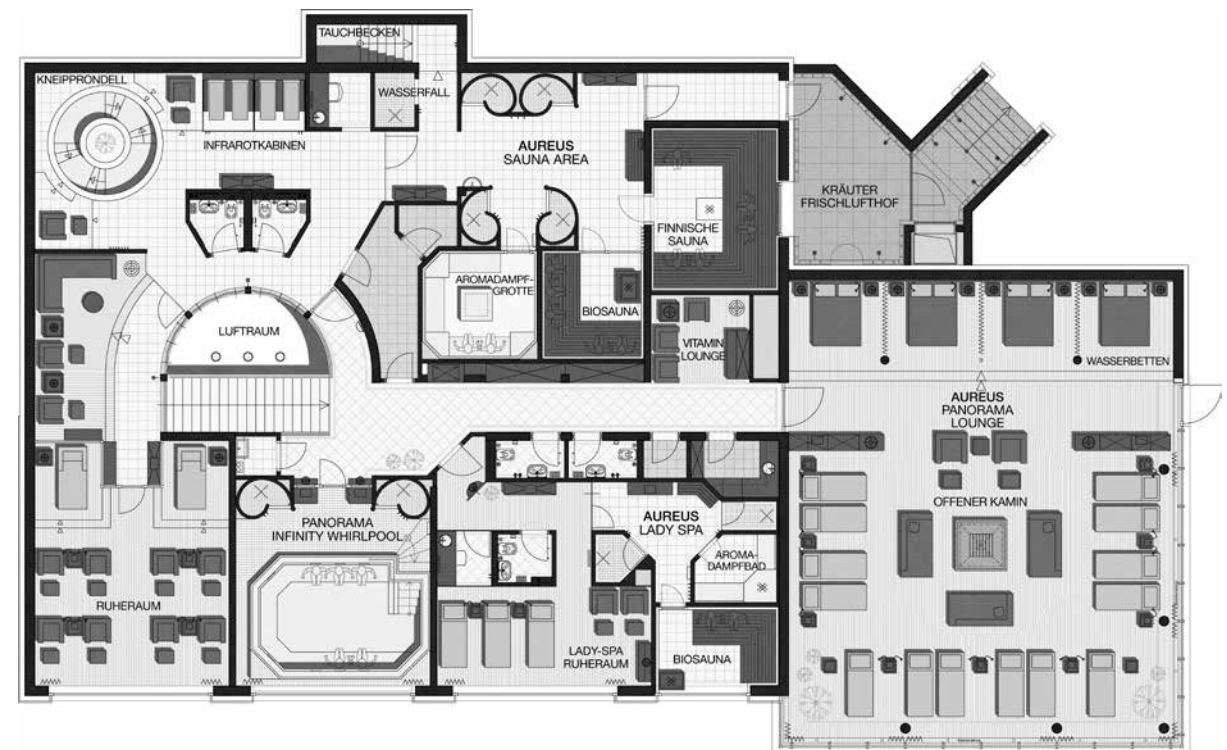 TAUCHBECKEN
KNEIPPRONDELL
WASSERFALL
INFRAROTKABINEN
AUREUS
SAUNA AREA
KRÄUTER
FRISCHLUFTHOF
FINNISCHE
SAUNA
AROMADAMPF-
GROTTE
BIOSAUNA
LUFTRAUM
VITAMIN
LOUNGE
WASSERBETTEN
AUREUS
PANORAMA
LOUNGE
OFFENER KAMIN
PANORAMA
INFINITY WHIRLPOOL
AUREUS
LADY SPA
AROMA-
DAMPFBAD
RUHERAUM
LADY-SPA
RUHERAUM
BIOSAUNA